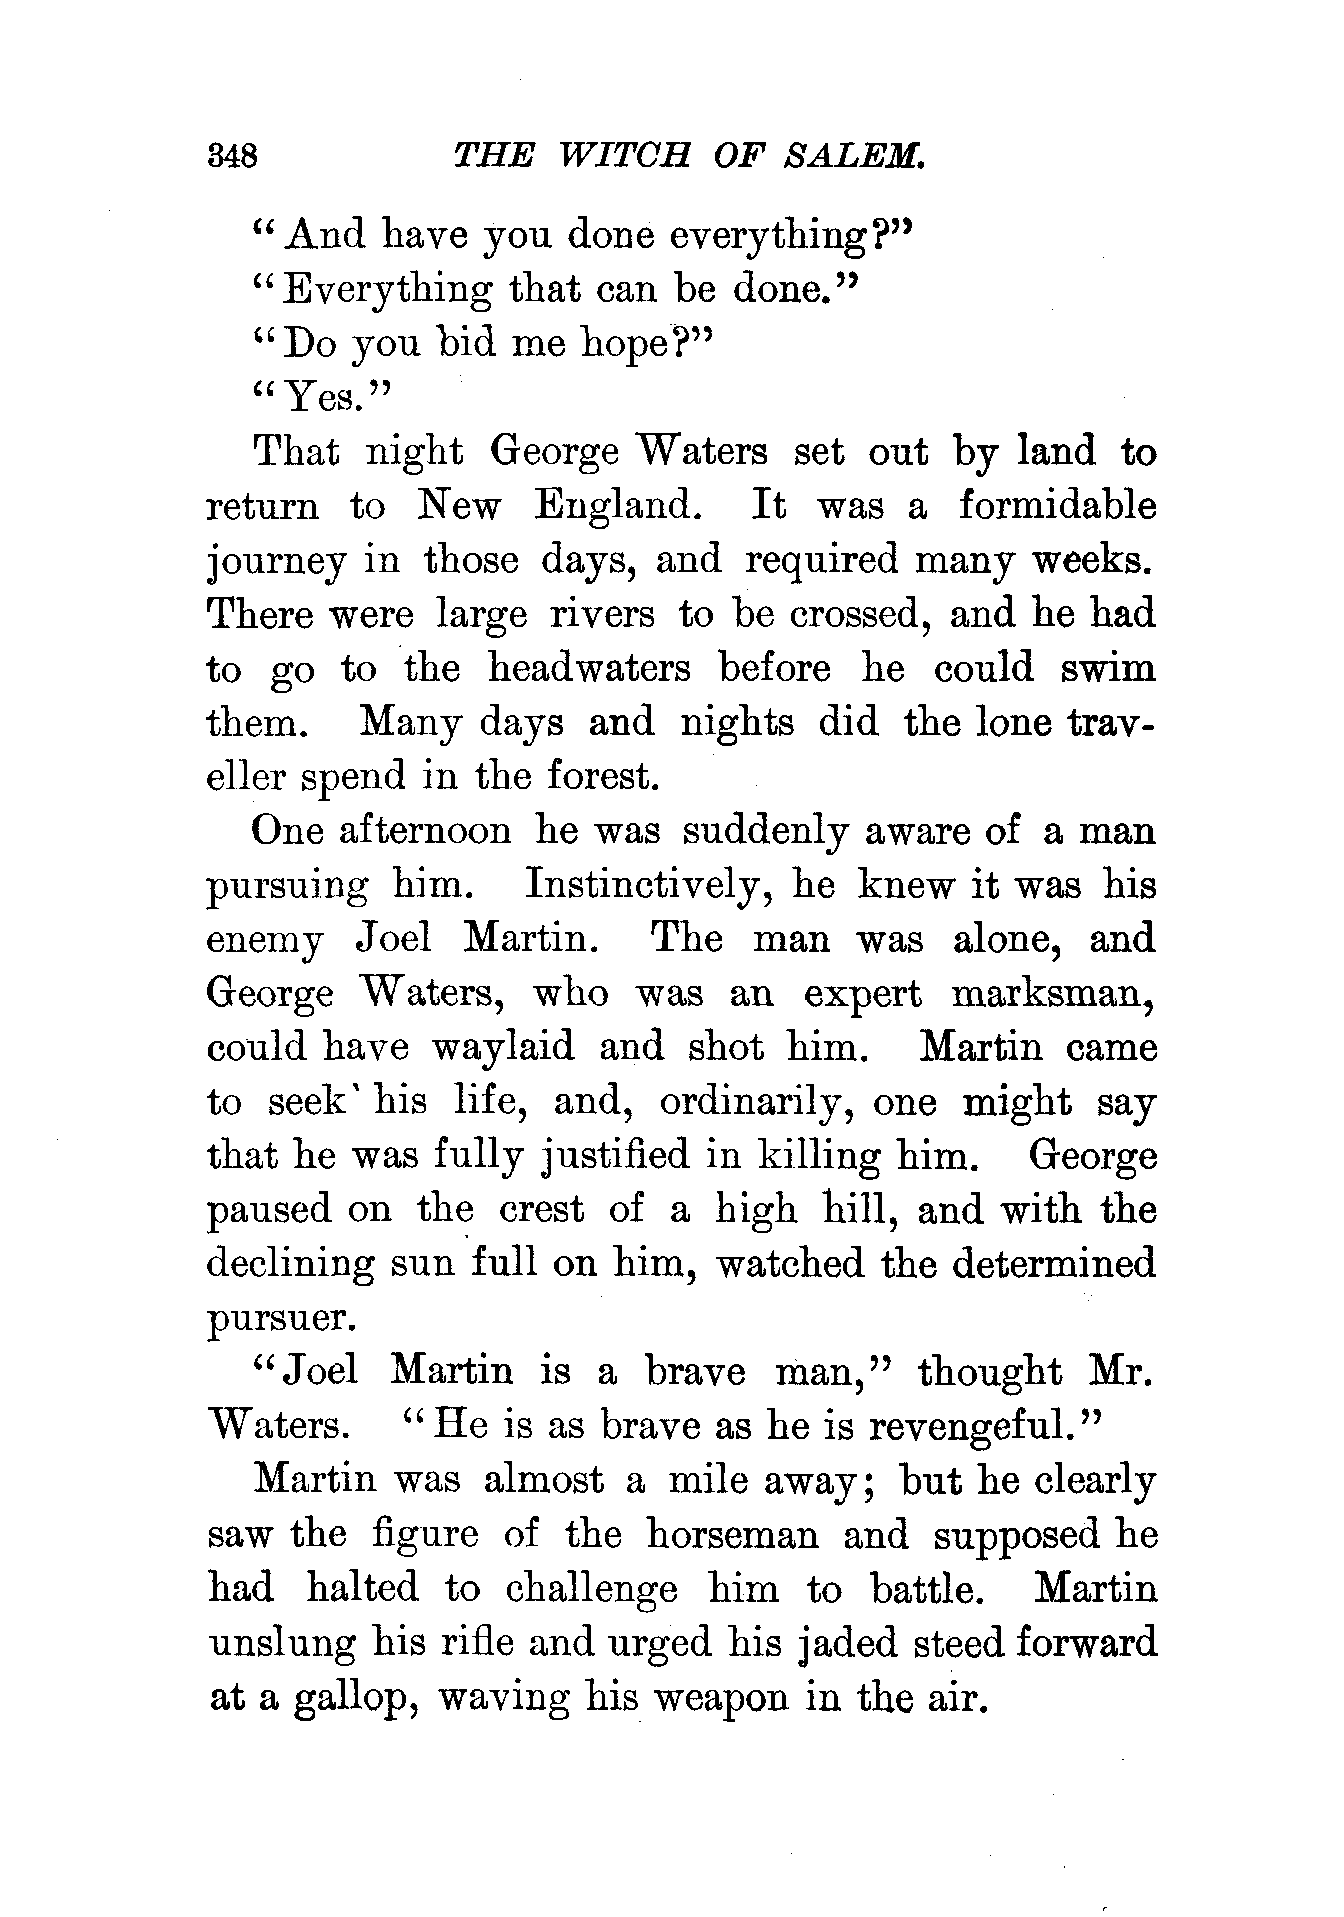 348 THE WITCH OF SALEM.
“And have you done everything?”
“Everything that can be done.”
“Do you bid me hope?”
“Yes.”
That night George Waters set out by land to
return to New England. It was a formidable
journey in those days, and required many weeks.
There were large rivers to be crossed, and he had
to go to the headwaters before he could swim
them. Many days and nights did the lone trav-
eller spend in the forest.
One afternoon he was suddenly aware of a man
pursuing him. Instinctively, he knew it was his
enemy Joel Martin. The man was alone, and
George Waters, who was an expert marksman,
could have waylaid and shot him. Martin came
to seek his life, and, ordinarily, one might say
that he was fully justified in killing him. George
paused on the crest of a high hill, and with the
declining sun full on him, watched the determined
pursuer.
“Joel Martin is a brave man,” thought Mr.
Waters. “He is as brave as he is revengeful.”
Martin was almost a mile away; but he clearly
saw the figure of the horseman and supposed he
had halted to challenge him to battle. Martin
unslung his rifle and urged his jaded steed forward
at a gallop, waving his weapon in the air.